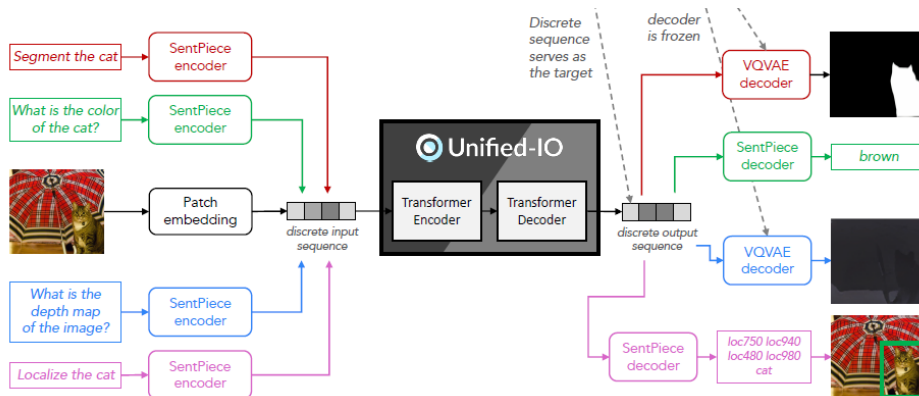 Segment the cat
SentPiece
encoder
What is the color
of the cat?
SentPiece
encoder
Patch
embedding
What is the
depth map
of the image?
SentPiece
encoder
Localize the cat
SentPiece
encoder
discrete input
sequence
Unified-IO
Transformer
Encoder
Transformer
Decoder
Discrete
sequence
serves as
the target
decoder
is frozen
discrete output
sequence
VQVAE
decoder
SentPiece
decoder
brown
VQVAE
decoder
SentPiece
decoder
loc750 loc940
loc480 loc980
cat